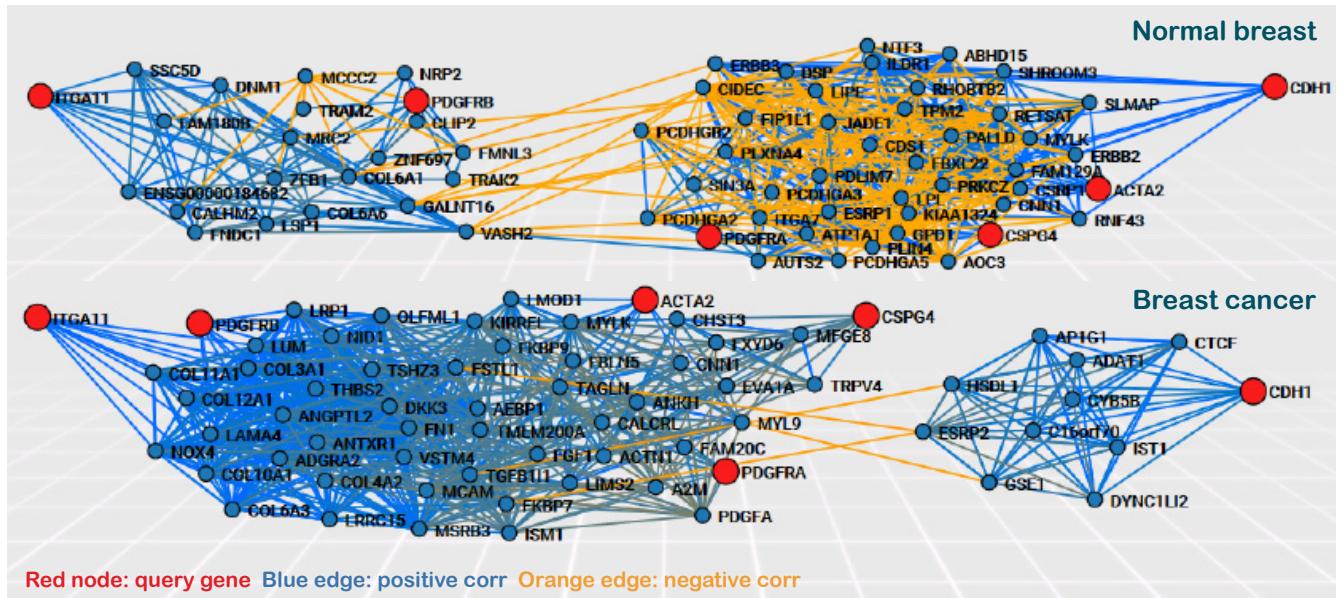 Normal breast
NTF3
ABHD15
ERBB3
DSP
ILDR1
SHROOM3
SSC5D
MCCC2
NRP2
DNM1
CIDEC
LIPE
RHOBTB2
CDH1
ITGA11
TRAM2
PDGFRB
SLMAP
TPM2
RETSAT
FAM180B
CLIP2
FIP1L1
JADE1
PCDHGB2
MRC2
PALLD
MYLK
CDS1
FMNL3
PLXNA4
ERBB2
ZNF697
FBXL22
FAM129A
ZEB1
COL6A1
TRAK2
SIN3A
PDLIM7
PRKCZ
CSRP1
ACTA2
ENSG00000184682
PCDHGA3
LPL
CNN1
CALHM2
COL6A6
GALNT16
PCDHGA2
ITGA7
ESRP1
KIAA1324
RNF43
FNDC1
LSP1
VASH2
PDGFRA
ATP1A1
GPD1
CSPG4
PLIN4
AUTS2
PCDHGA5
AOC3
Breast cancer
LMOD1
ACTA2
LRP1
OLFML1
CHST3
CSPG4
ITGA11
PDGFRB
KIRREL
MYLK
NID1
FXYD6
MFGE8
AP1G1
CTCF
LUM
FKBP9
FBLN5
CNN1
ADAT1
COL11A1
COL3A1
TSHZ3
FSTL1
EVA1A
TRPV4
HSDL1
CDH1
COL12A1
THBS2
TAGLN
ANKH
CYB5B
ANGPTL2
DKK3
AEBP1
LAMA4
FN1
TMEM200A
CALCRL
MYL9
ESRP2
C16orf70
NOX4
ANTXR1
VSTM4
FGF1
ACTN1
FAM20C
IST1
COL10A1
ADGRA2
COL4A2
TGFB1I1
LIMS2
PDGFRA
GSE1
MCAM
A2M
COL6A3
LRRC15
FKBP7
DYNC1LI2
MSRB3
ISM1
PDGFA
Red node: query gene Blue edge: positive corr Orange edge: negative corr